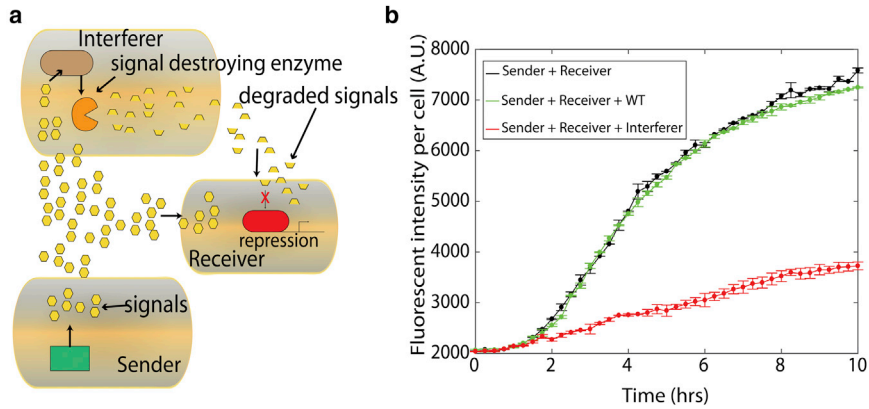 a
Interferer
signal destroying enzyme
degraded signals
X
repression
Receiver
signals
Sender
b
Fluorescent intensity per cell (A.U.)
8000
7000
6000
5000
4000
3000
2000
Sender + Receiver
Sender + Receiver + WT
Sender + Receiver + Interferer
0
2
4
6
8
10
Time (hrs)